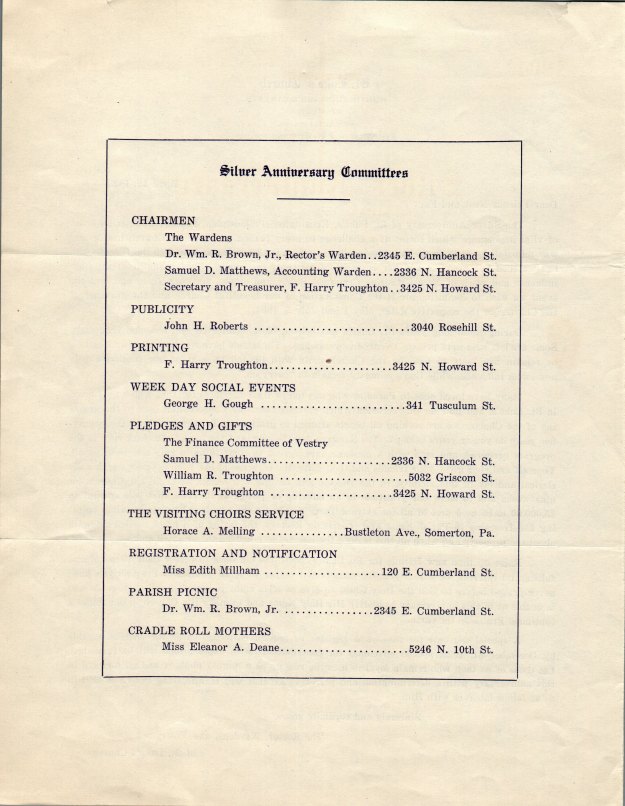 Silver Anniversary Committees
CHAIRMEN
The Wardens
Dr. Wm. R. Brown, Jr., Rector's Warden..2345 E. Cumberland St.
Samuel D. Matthews, Accounting Warden....2336 N. Hancock St.
Secretary and Treasurer, F. Harry Troughton..3425 N. Howard St.
PUBLICITY
John H. Roberts ............................3040 Rosehill St.
PRINTING
F. Harry Troughton......................3425 N. Howard St.
WEEK DAY SOCIAL EVENTS
George H. Gough ..........................341 Tusculum St.
PLEDGES AND GIFTS
The Finance Committee of Vestry
Samuel D. Matthews......................2336 N. Hancock St.
William R. Troughton .......................5032 Griscom St.
F. Harry Troughton ......................3425 N. Howard St.
THE VISITING CHOIRS SERVICE
Horace A. Melling ...............Bustleton Ave., Somerton, Pa.
REGISTRATION AND NOTIFICATION
Miss Edith Millham .....................120 E. Cumberland St.
PARISH PICNIC
Dr. Wm. R. Brown, Jr. ................2345 E. Cumberland St.
CRADLE ROLL MOTHERS
Miss Eleanor A. Deane.......................5246 N. 10th St.